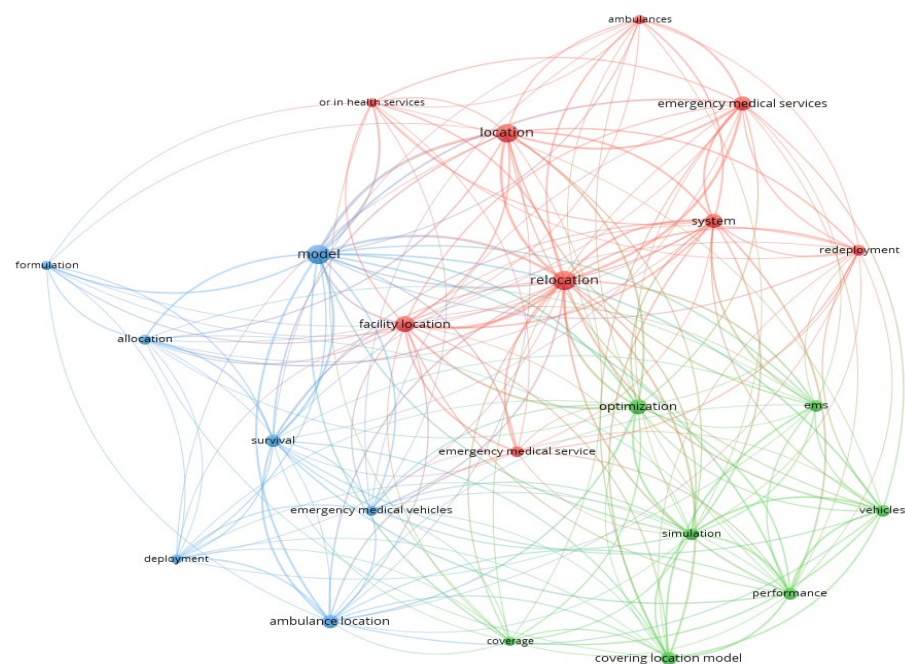 ambulances
or in health services
emergency medical services
location
system
redeployment
model
formulation
relocation
facility location
allocation
optimization
ems
survival
emergency medical service
emergency medical vehicles
vehicles
simulation
deployment
performance
ambulance location
coverage
covering location model